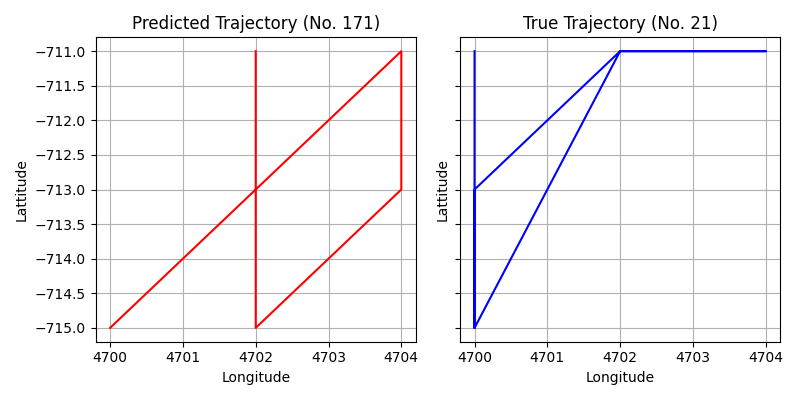 Predicted Trajectory (No. 171)
True Trajectory (No. 21)
−711.0
−711.5
−712.0
−712.5
−713.0
−713.5
−714.0
−714.5
−715.0
Lattitude
Lattitude
4700 4701 4702 4703 4704
4700 4701 4702 4703 4704
Longitude
Longitude